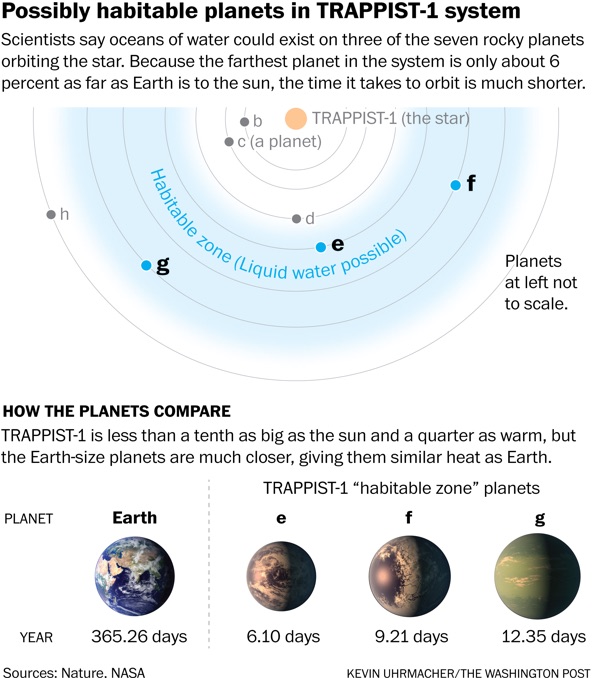 Possibly habitable planets in TRAPPIST-1 system
Scientists say oceans of water could exist on three of the seven rocky planets
orbiting the star. Because the farthest planet in the system is only about 6
percent as far as Earth is to the sun, the time it takes to orbit is much shorter.
b
TRAPPIST-1 (the star)
c (a planet)
f
h
d
e
g
Habitable zone (Liquid water possible)
Planets
at left not
to scale.
HOW THE PLANETS COMPARE
TRAPPIST-1 is less than a tenth as big as the sun and a quarter as warm, but
the Earth-size planets are much closer, giving them similar heat as Earth.
TRAPPIST-1 “habitable zone” planets
PLANET Earth e f g
YEAR 365.26 days 6.10 days 9.21 days 12.35 days
Sources: Nature. NASA KEVIN UHRMACHER/THE WASHINGTON POST